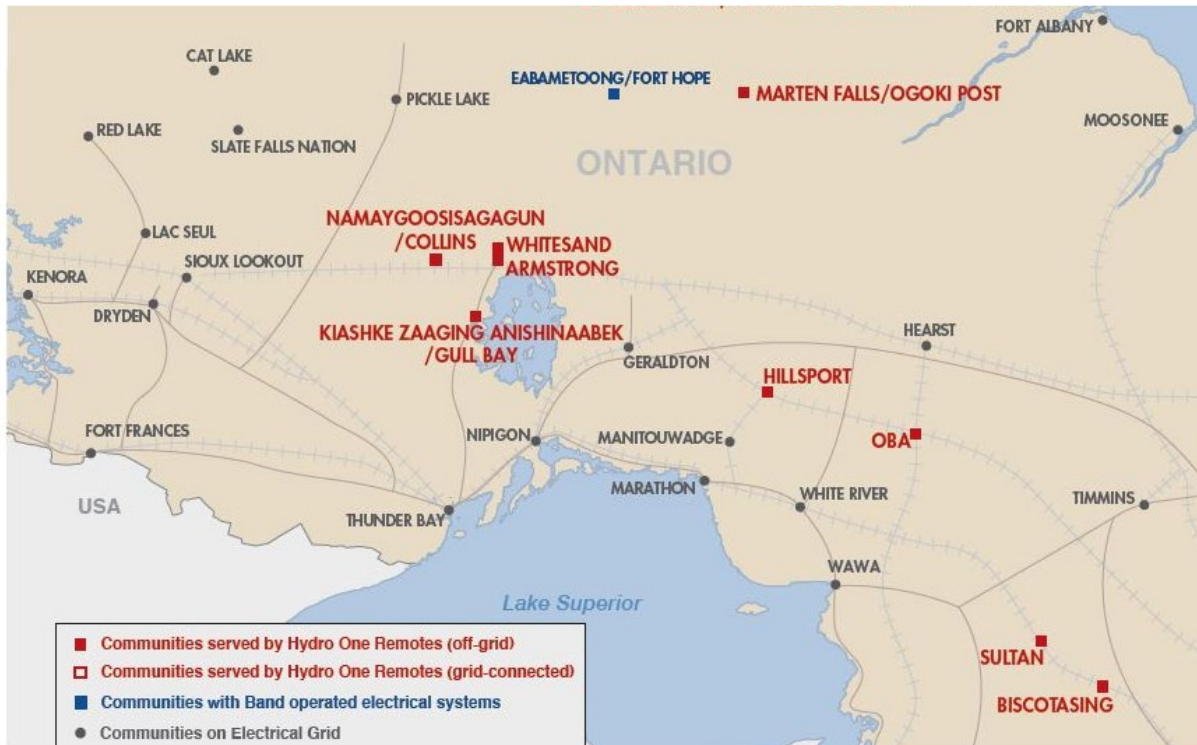 FORT ALBANY
CAT LAKE
EABAMETOONG/FORT HOPE
MARTEN FALLS/OGOKI POST
PICKLE LAKE
RED LAKE
SLATE FALLS NATION
MOOSONEE
ONTARIO
NAMAYGOOSISAGAGUN
/COLLINS
WHITESAND
ARMSTRONG
LAC SEUL
SIOUX LOOKOUT
KENORA
DRYDEN
KIASHKE ZAAGING ANISHINAABEK
/GULL BAY
GERALDTON
HEARST
HILLSPORT
FORT FRANCES
NIPIGON
MANITOUWADGE
OBA
USA
MARATHON
WHITE RIVER
TIMMINS
THUNDER BAY
WAWA
Lake Superior
SULTAN
BISCOTASING
Communities served by Hydro One Remotes (off-grid)
Communities served by Hydro One Remotes (grid-connected)
Communities with Band operated electrical systems
Communities on Electrical Grid